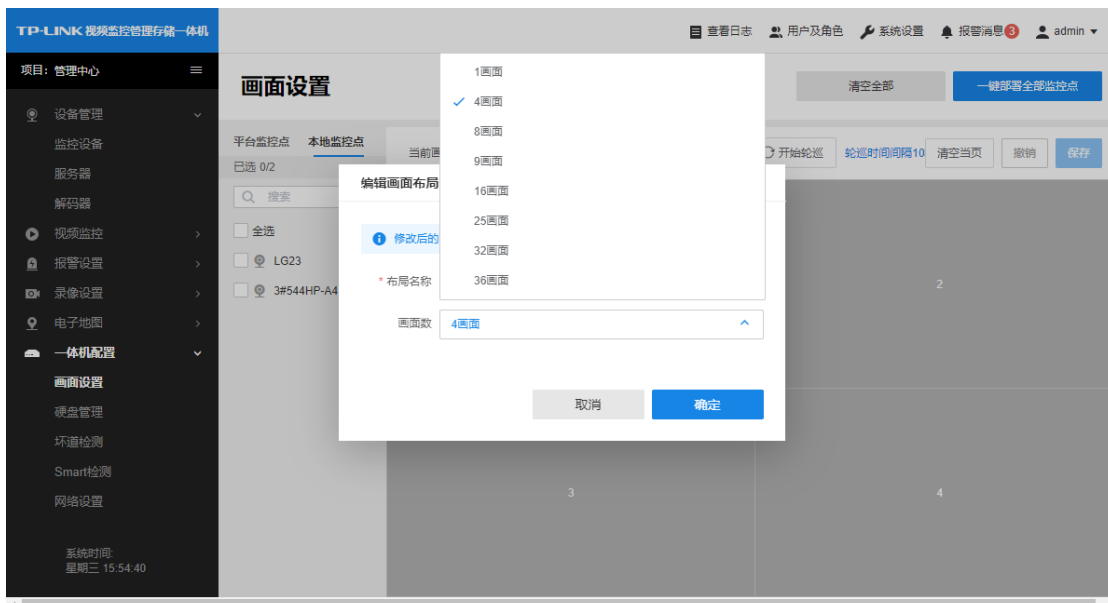 TP-LINK 视频监控管理存储一体机
查看日志 用户及角色 系统设置 报警消息 3 admin
项目: 管理中心
画面设置
清空全部 一键部署全部监控点
设备管理
监控设备
服务器
解码器
视频监控
报警设置
录像设置
电子地图
一体机配置
画面设置
硬盘管理
坏道检测
Smart检测
网络设置
系统时间:
星期三 15:54:40
平台监控点 本地监控点
已选 0/2
搜索
全选
LG23
3#544HP-A4
当前画
开始轮巡 轮巡时间间隔10 清空当页 撤销 保存
编辑画面布局
修改后的
* 布局名称
1画面
4画面
8画面
9画面
16画面
25画面
32画面
36画面
画面数 4画面
取消 确定
2
3
4